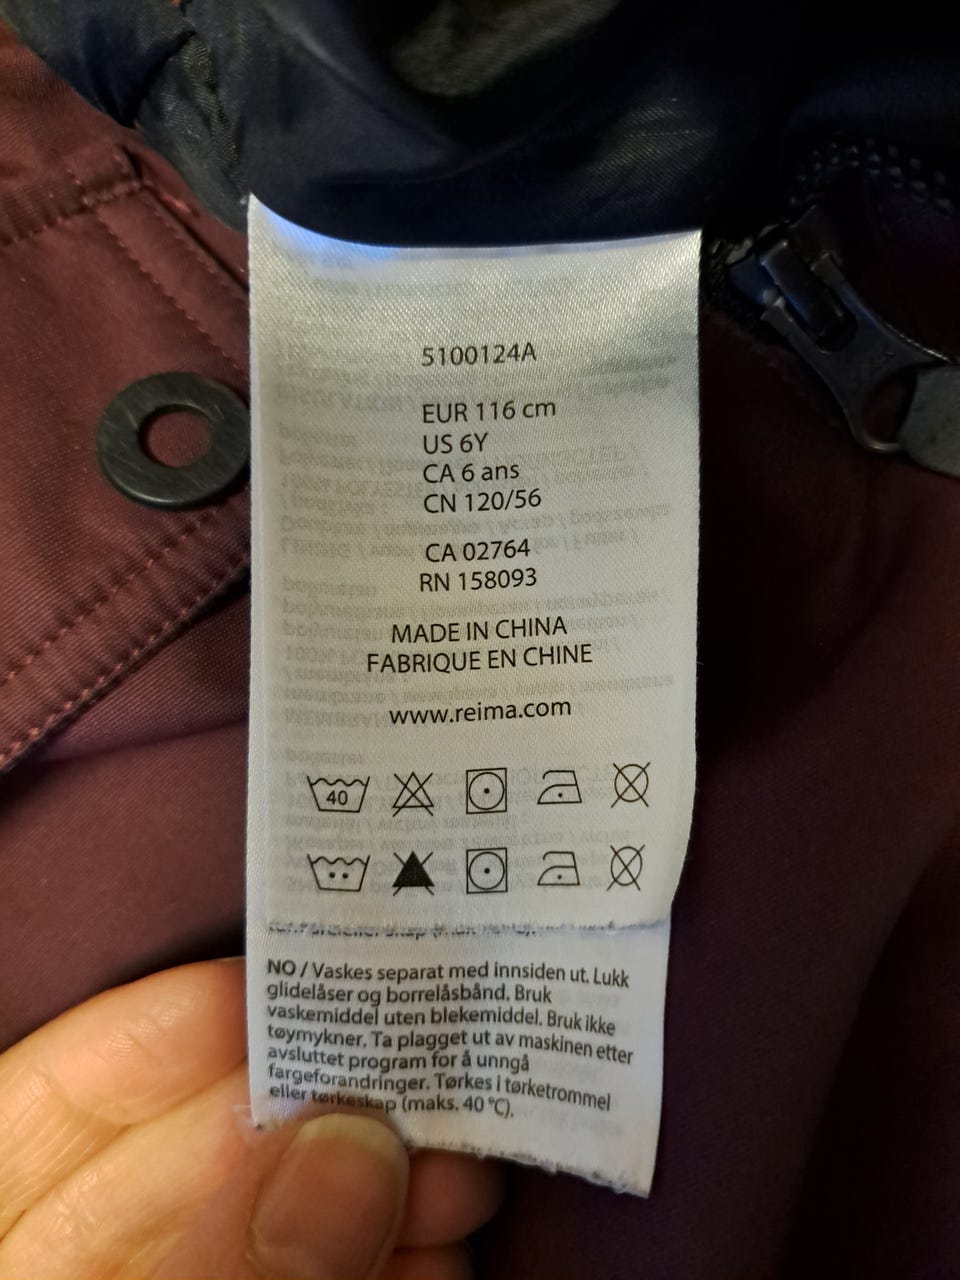 5100124A
EUR 116 cm
US 6Y
CA 6 ans
CN 120/56
CA 02764
RN 158093
MADE IN CHINA
FABRIQUE EN CHINE
www.reima.com
40
NO / Vaskes separat med innsiden ut. Lukk
glidelåser og borrelåsbånd. Bruk
vaskemiddel uten blekemiddel. Bruk ikke
tøymykner. Ta plagget ut av maskinen etter
avsluttet program for å unngå
fargeforandringer. Tørkes i tørketrommel
eller tørkeskap (maks. 40 °C).